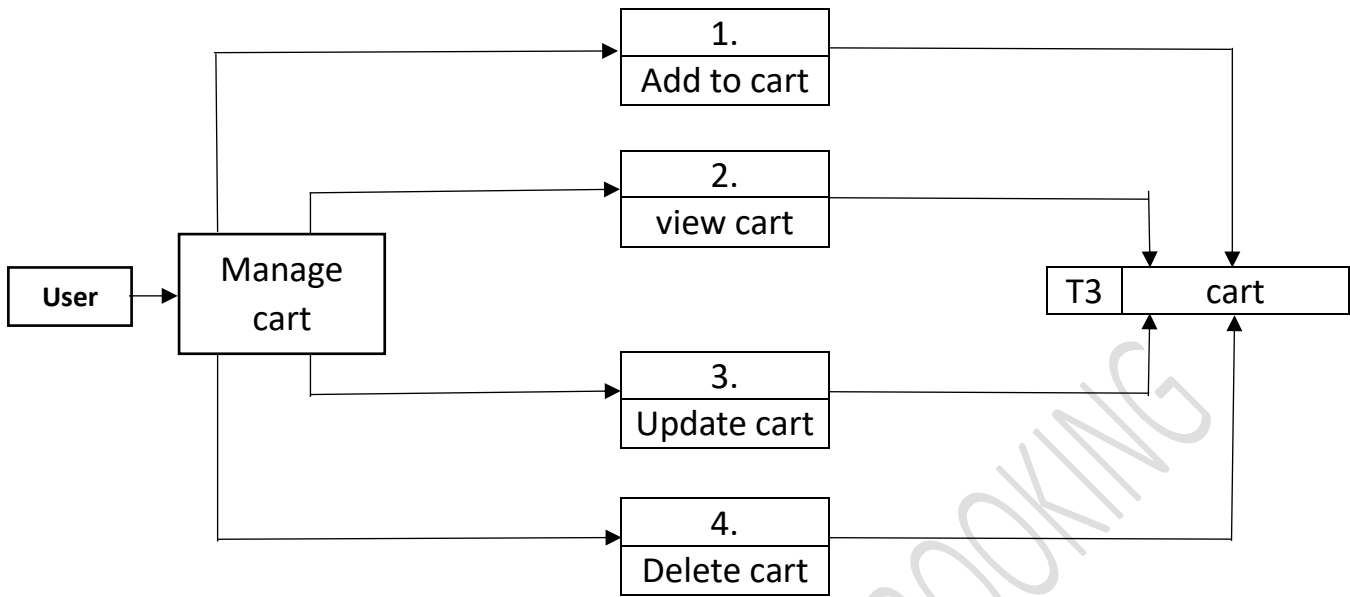 1.
Add to cart
2.
view cart
User
Manage
cart
T3
cart
3.
Update cart
4.
Delete cart